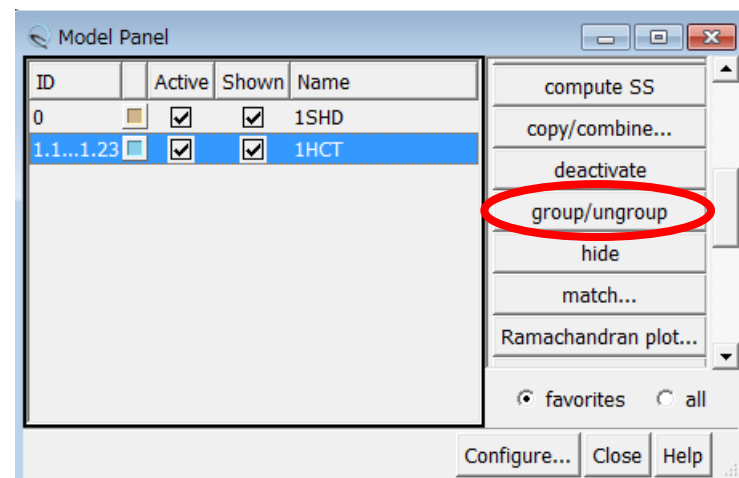 Model Panel
ID Active Shown Name
0 1SHD
1.1...1.23 1HCT
compute SS
copy/combine...
deactivate
group/ungroup
hide
match...
Ramachandran plot...
favorites all
Configure... Close Help